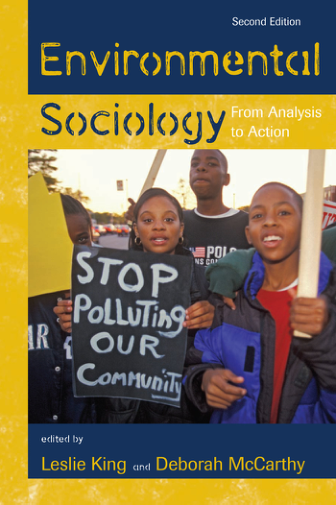 Second Edition
Environmental
Sociology
From Analysis
to Action
POLO
STOP
POLLUTING
OUR
COMMUNITY
edited by
Leslie King and Deborah McCarthy